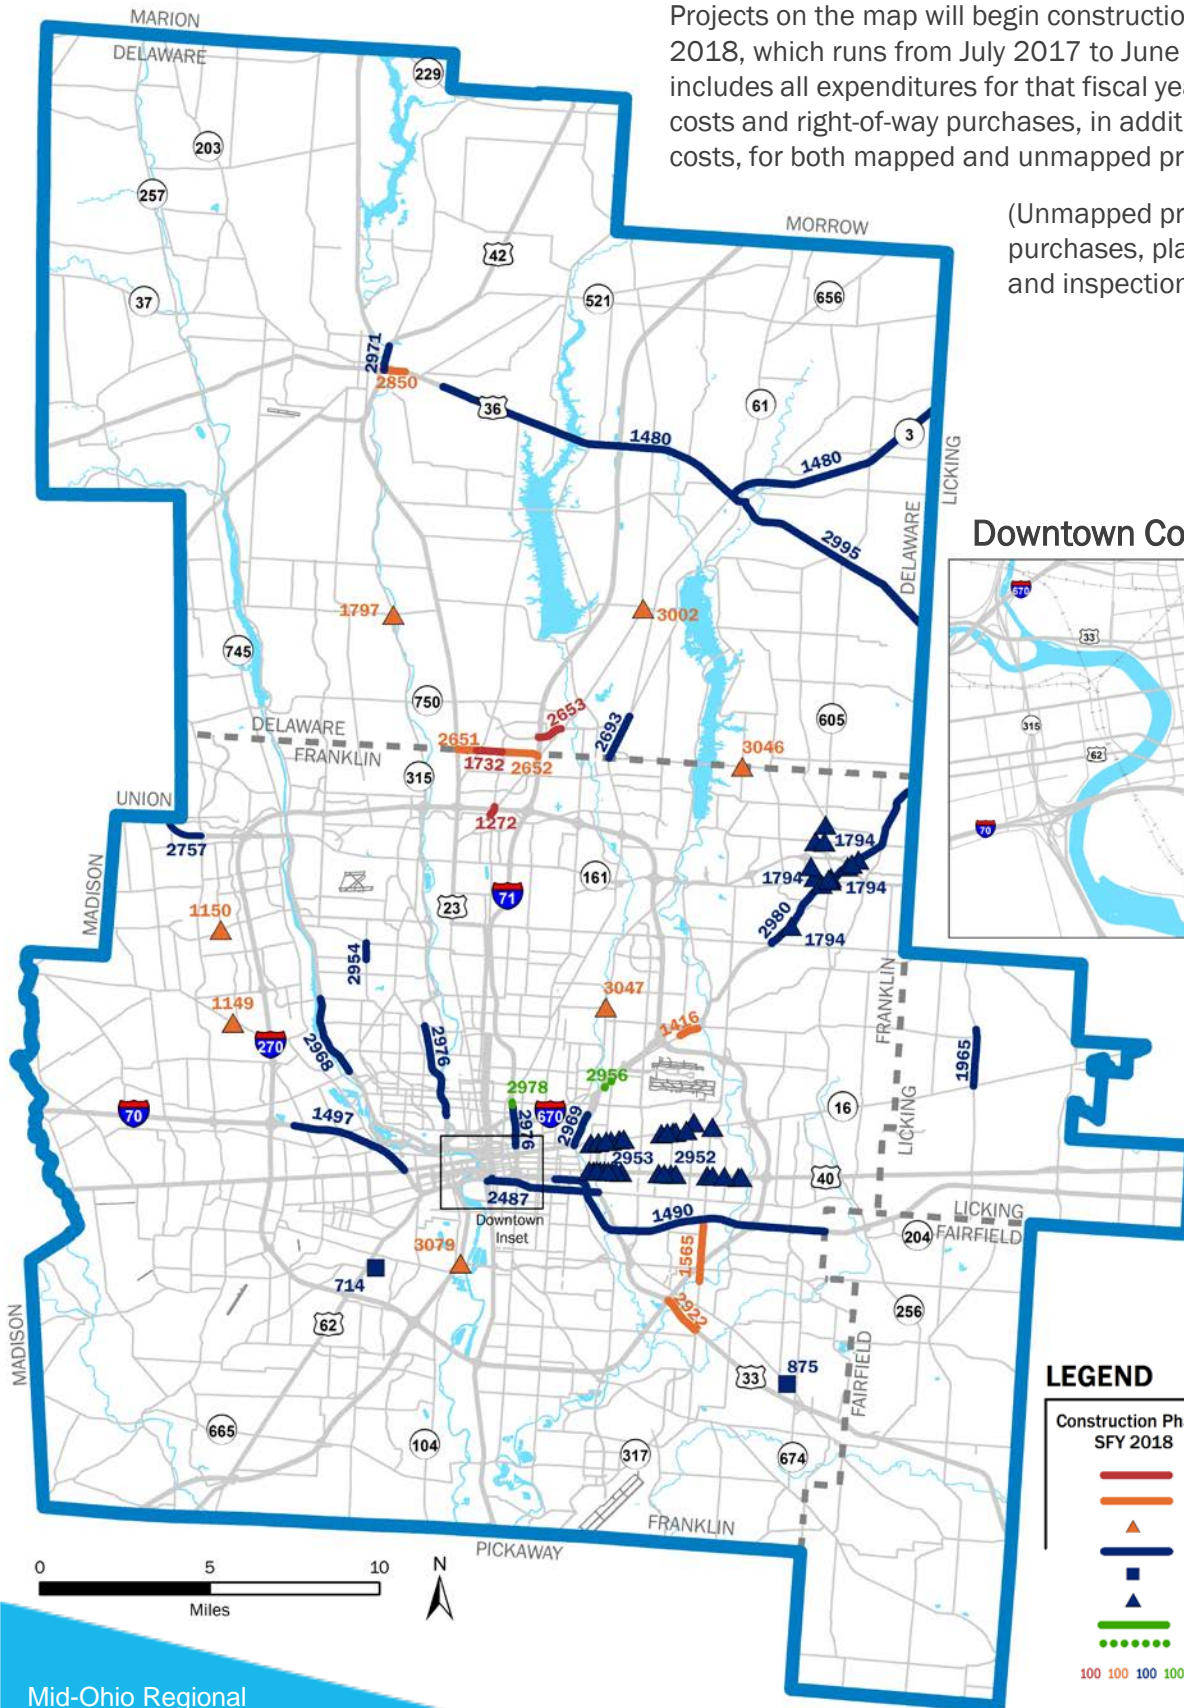 Projects on the map will begin constructio
2018, which runs from July 2017 to June
includes all expenditures for that fiscal yea
costs and right-of-way purchases, in addit
costs, for both mapped and unmapped pr
(Unmapped pr
purchases, pla
and inspection
MARION
DELAWARE
229
203
257
42
MORROW
37
521
656
2971
2850
36
61
1480
3
1480
LICKING
2995
DELAWARE
Downtown Co
670
33
315
62
70
1797
3002
745
750
2653
2693
605
DELAWARE
FRANKLIN
2651
1732
2652
3046
315
UNION
1272
2757
1794
161
1794
1794
MADISON
71
23
1150
2980
1794
2954
FRANKLIN
1149
3047
1416
270
2968
2976
1965
2978
2956
16
LICKING
70
1497
670
2976
2969
2953
2952
40
2487
1490
LICKING
FAIRFIELD
204
Downtown
Inset
3079
1565
714
2922
256
62
MADISON
33
875
FAIRFIELD
LEGEND
Construction Ph
SFY 2018
665
104
317
674
FRANKLIN
PICKAWAY
0 5 10
Miles
N
100 100 100 100
Mid-Ohio Regional